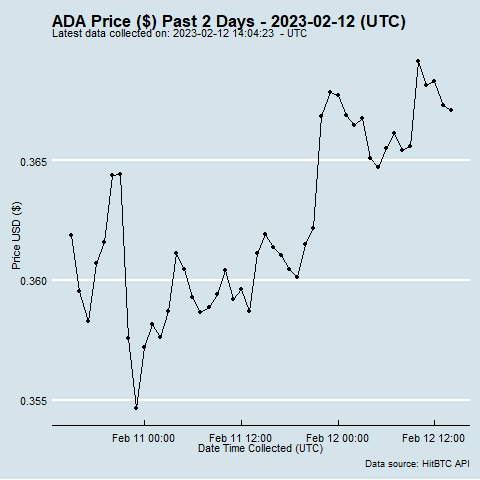 ADA Price ($) Past 2 Days - 2023-02-12 (UTC)
Latest data collected on: 2023-02-12 14:04:23 - UTC
Price USD ($)
0.365
0.360
0.355
Feb 11 00:00 Feb 11 12:00 Feb 12 00:00 Feb 12 12:00
Date Time Collected (UTC)
Data source: HitBTC API